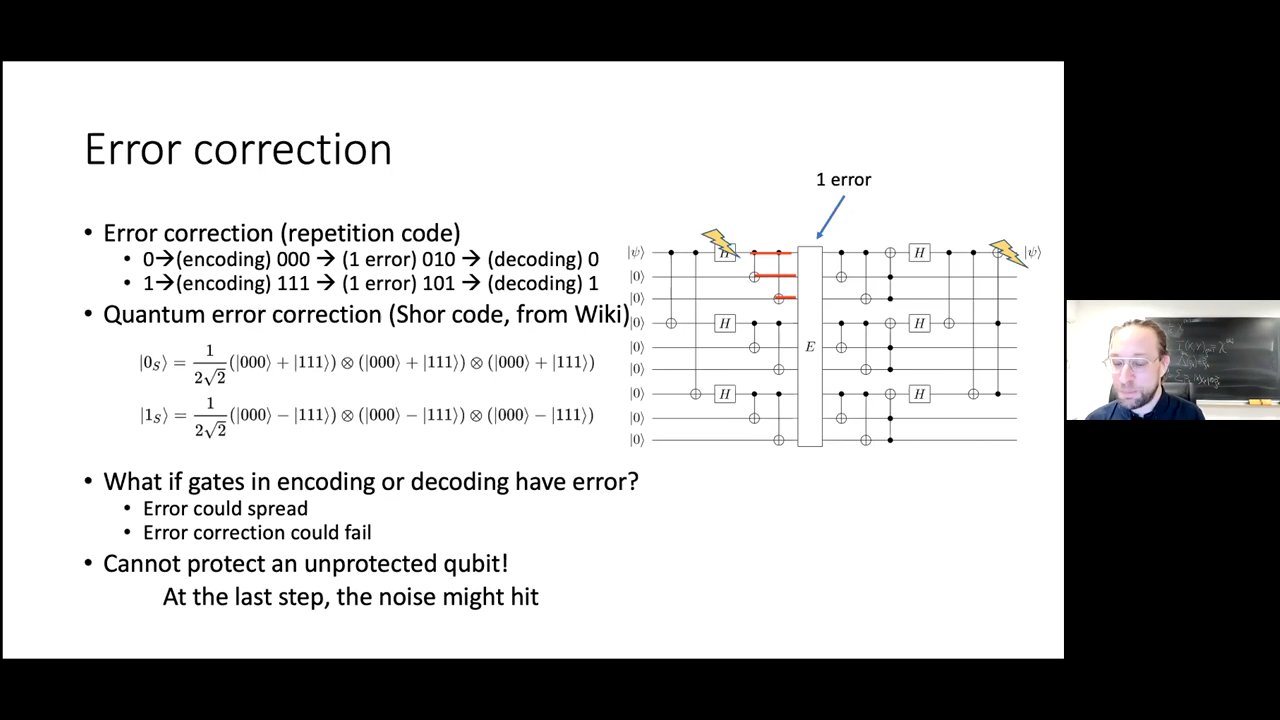 Error correction
• Error correction (repetition code)
• 0→(encoding) 000 → (1 error) 010 → (decoding) 0
• 1→(encoding) 111 → (1 error) 101 → (decoding) 1
• Quantum error correction (Shor code, from Wiki)
|0_S⟩ = 1/(2√2) (|000⟩ + |111⟩) ⊗ (|000⟩ + |111⟩) ⊗ (|000⟩ + |111⟩)
|1_S⟩ = 1/(2√2) (|000⟩ − |111⟩) ⊗ (|000⟩ − |111⟩) ⊗ (|000⟩ − |111⟩)
• What if gates in encoding or decoding have error?
• Error could spread
• Error correction could fail
• Cannot protect an unprotected qubit!
At the last step, the noise might hit
1 error
|ψ⟩ H H |ψ⟩
|0⟩
|0⟩
|0⟩ H H
|0⟩ E
|0⟩
|0⟩ H H
|0⟩
|0⟩